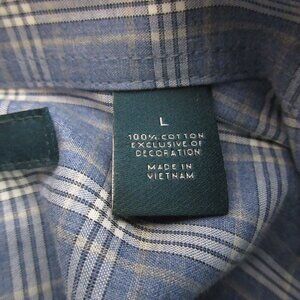 L
100% COTTON
EXCLUSIVE OF
DECORATION
MADE IN
VIETNAM